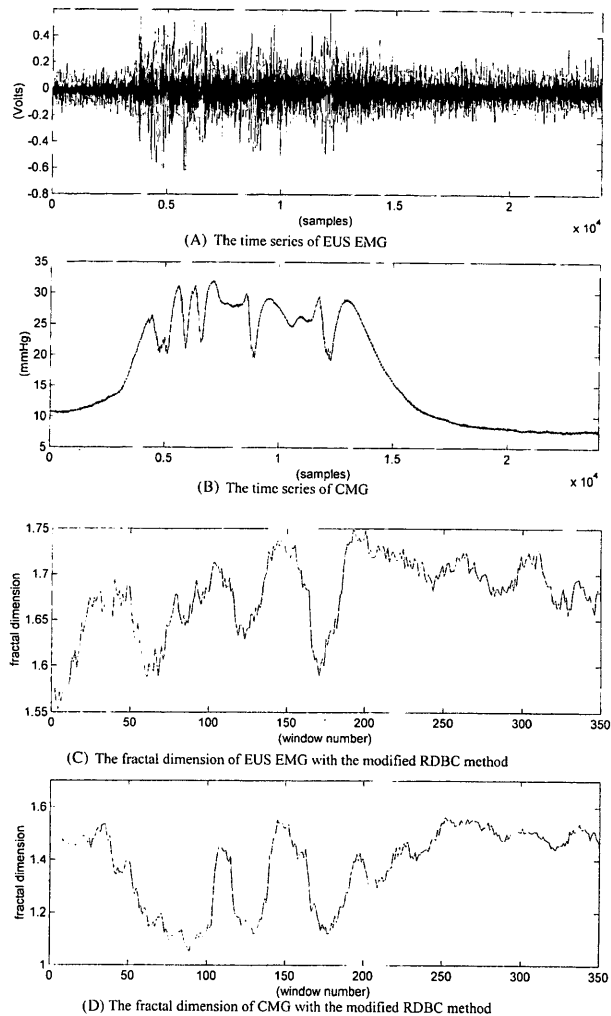 0.4
0.2
0
-0.2
-0.4
-0.6
-0.8
(Volts)
0 0.5 1 1.5 2
(samples)
x 10⁴
(A) The time series of EUS EMG
35
30
25
20
15
10
5
(mmHg)
0 0.5 1 1.5 2
(samples)
x 10⁴
(B) The time series of CMG
1.75
1.7
1.65
1.6
1.55
fractal dimension
0 50 100 150 200 250 300 350
(window number)
(C) The fractal dimension of EUS EMG with the modified RDBC method
1.6
1.4
1.2
1
fractal dimension
0 50 100 150 200 250 300 350
(window number)
(D) The fractal dimension of CMG with the modified RDBC method